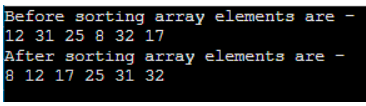 Before sorting array elements are -
12 31 25 8 32 17
After sorting array elements are -
8 12 17 25 31 32